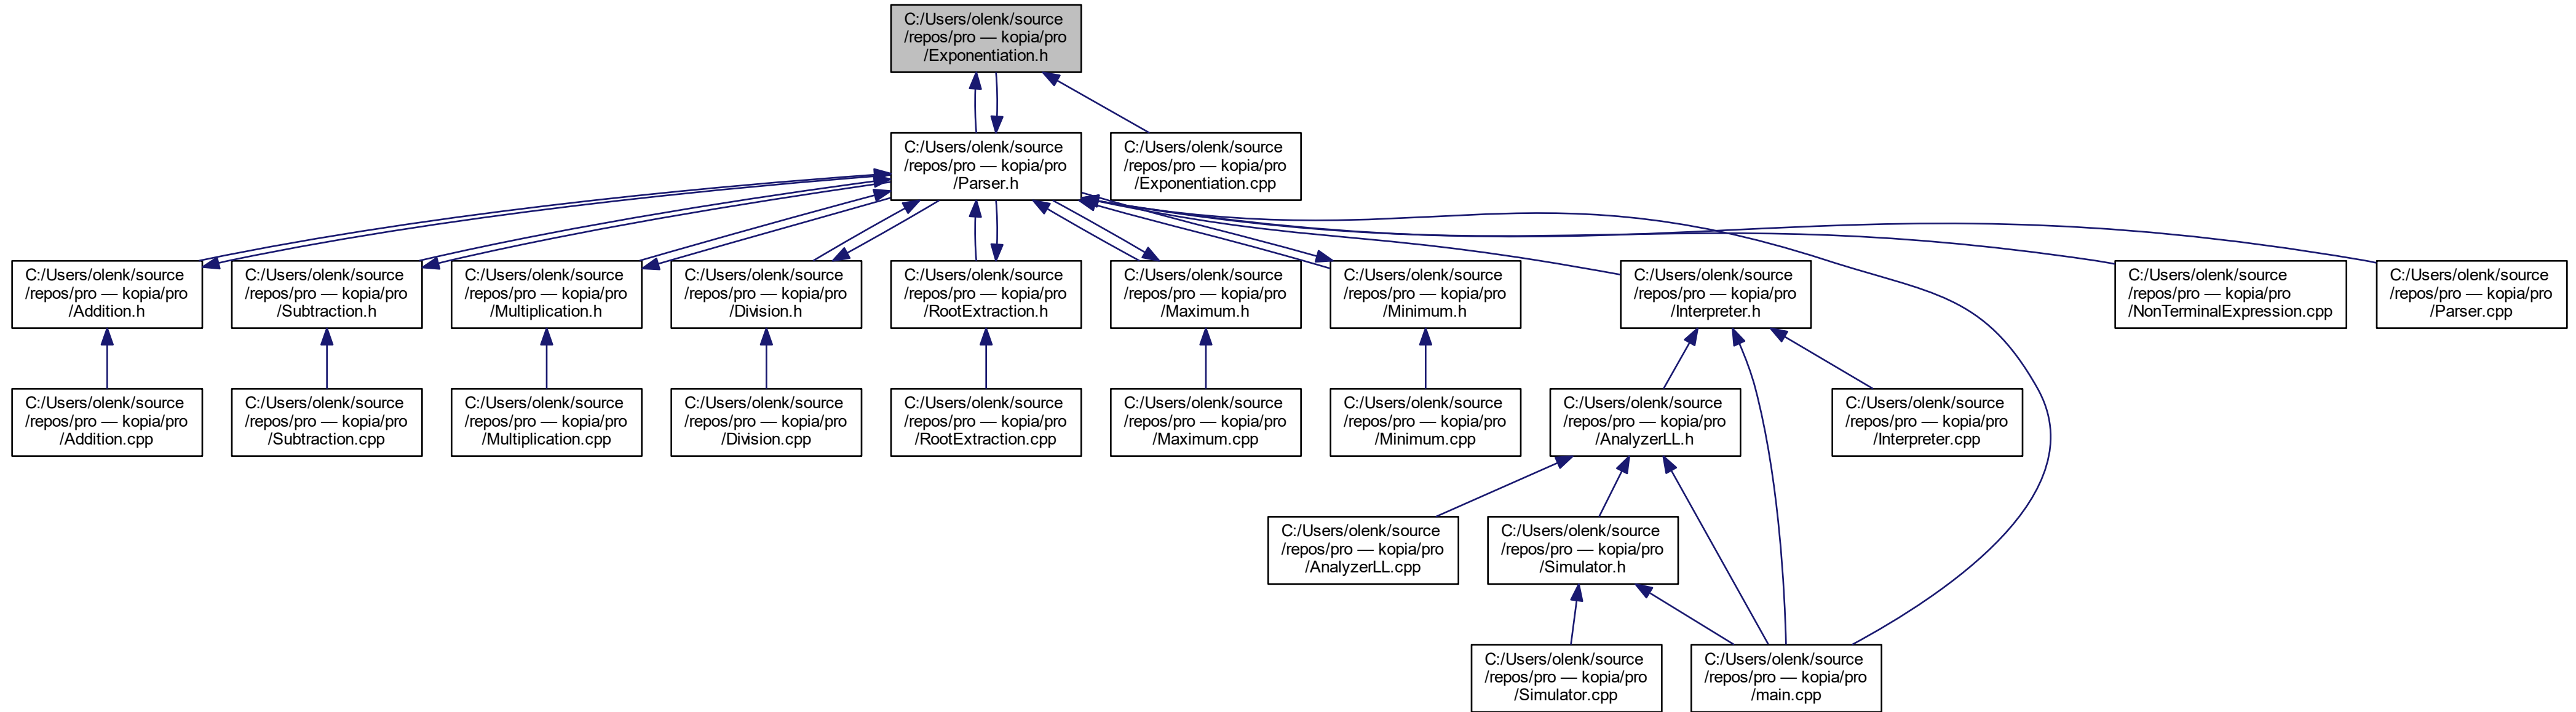 C:/Users/olenk/source
/repos/pro — kopia/pro
/Exponentiation.h
C:/Users/olenk/source
/repos/pro — kopia/pro
/Parser.h
C:/Users/olenk/source
/repos/pro — kopia/pro
/Exponentiation.cpp
C:/Users/olenk/source
/repos/pro — kopia/pro
/Addition.h
C:/Users/olenk/source
/repos/pro — kopia/pro
/Subtraction.h
C:/Users/olenk/source
/repos/pro — kopia/pro
/Multiplication.h
C:/Users/olenk/source
/repos/pro — kopia/pro
/Division.h
C:/Users/olenk/source
/repos/pro — kopia/pro
/RootExtraction.h
C:/Users/olenk/source
/repos/pro — kopia/pro
/Maximum.h
C:/Users/olenk/source
/repos/pro — kopia/pro
/Minimum.h
C:/Users/olenk/source
/repos/pro — kopia/pro
/Interpreter.h
C:/Users/olenk/source
/repos/pro — kopia/pro
/NonTerminalExpression.cpp
C:/Users/olenk/source
/repos/pro — kopia/pro
/Parser.cpp
C:/Users/olenk/source
/repos/pro — kopia/pro
/Addition.cpp
C:/Users/olenk/source
/repos/pro — kopia/pro
/Subtraction.cpp
C:/Users/olenk/source
/repos/pro — kopia/pro
/Multiplication.cpp
C:/Users/olenk/source
/repos/pro — kopia/pro
/Division.cpp
C:/Users/olenk/source
/repos/pro — kopia/pro
/RootExtraction.cpp
C:/Users/olenk/source
/repos/pro — kopia/pro
/Maximum.cpp
C:/Users/olenk/source
/repos/pro — kopia/pro
/Minimum.cpp
C:/Users/olenk/source
/repos/pro — kopia/pro
/AnalyzerLL.h
C:/Users/olenk/source
/repos/pro — kopia/pro
/Interpreter.cpp
C:/Users/olenk/source
/repos/pro — kopia/pro
/AnalyzerLL.cpp
C:/Users/olenk/source
/repos/pro — kopia/pro
/Simulator.h
C:/Users/olenk/source
/repos/pro — kopia/pro
/Simulator.cpp
C:/Users/olenk/source
/repos/pro — kopia/pro
/main.cpp